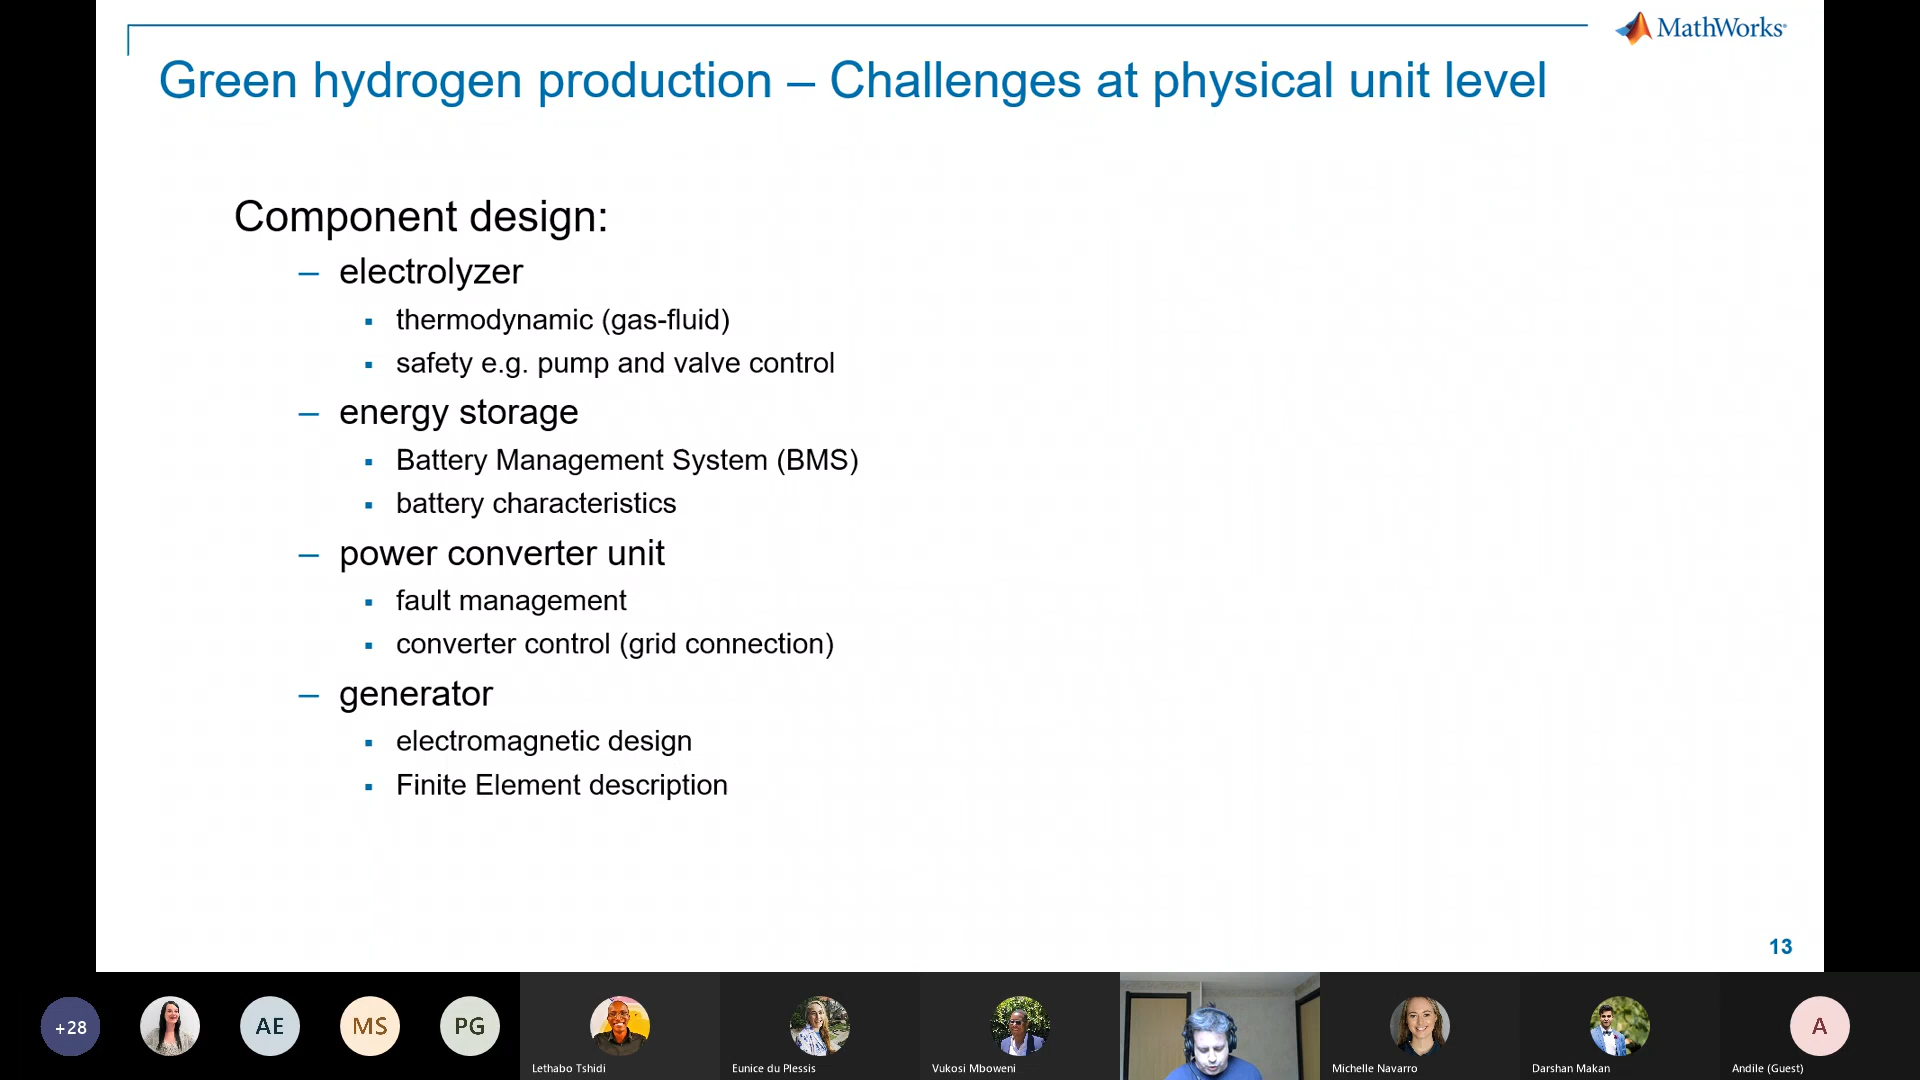 MathWorks
Green hydrogen production – Challenges at physical unit level
Component design:
– electrolyzer
▪ thermodynamic (gas-fluid)
▪ safety e.g. pump and valve control
– energy storage
▪ Battery Management System (BMS)
▪ battery characteristics
– power converter unit
▪ fault management
▪ converter control (grid connection)
– generator
▪ electromagnetic design
▪ Finite Element description
13
+28
AE
MS
PG
A
Lethabo Tshidi
Eunice du Plessis
Vukosi Mboweni
Michelle Navarro
Darshan Makan
Andile (Guest)